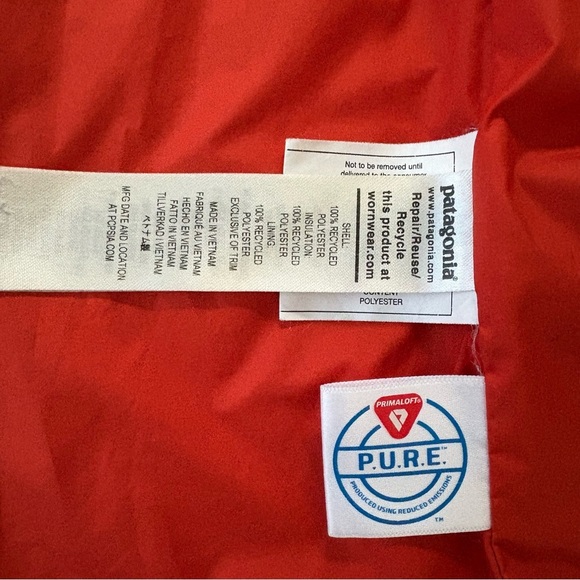 patagonia®
www.patagonia.com
Repair/Reuse/
Recycle
this product at
wornwear.com
SHELL:
100% RECYCLED
POLYESTER
INSULATION:
100% RECYCLED
POLYESTER
LINING:
100% RECYCLED
POLYESTER
EXCLUSIVE OF TRIM
MADE IN VIETNAM
FABRIQUÉ AU VIETNAM
HECHO EN VIETNAM
FATTO IN VIETNAM
TILLVERKAD I VIETNAM
ベトナム製
MFG DATE AND LOCATION
AT PCPSIA.COM
Not to be removed until
delivered to the consumer
CONTENT
POLYESTER
PRIMALOFT®
P.U.R.E.™
PRODUCED USING REDUCED EMISSIONS
TM